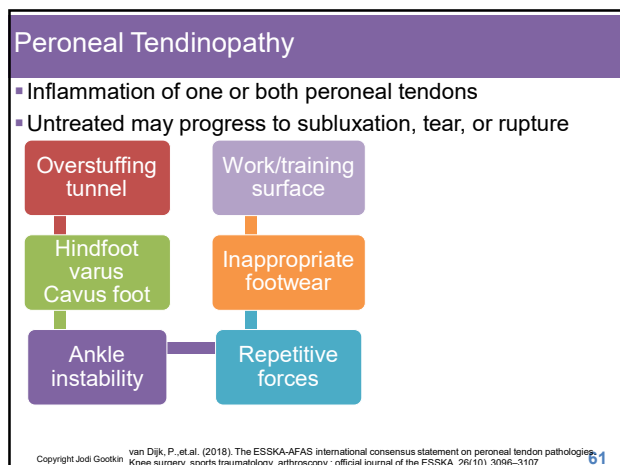 Peroneal Tendinopathy
▪Inflammation of one or both peroneal tendons
▪Untreated may progress to subluxation, tear, or rupture
Overstuffing
tunnel
Hindfoot
varus
Cavus foot
Ankle
instability
Repetitive
forces
Inappropriate
footwear
Work/training
surface
Copyright Jodi Gootkin
van Dijk, P.,et.al. (2018). The ESSKA-AFAS international consensus statement on peroneal tendon pathologies.
Knee surgery, sports traumatology, arthroscopy : official journal of the ESSKA, 26(10), 3096–3107.
61